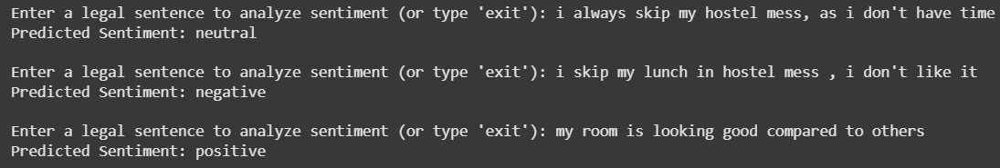 Enter a legal sentence to analyze sentiment (or type 'exit'): i always skip my hostel mess, as i don't have time
Predicted Sentiment: neutral
Enter a legal sentence to analyze sentiment (or type 'exit'): i skip my lunch in hostel mess , i don't like it
Predicted Sentiment: negative
Enter a legal sentence to analyze sentiment (or type 'exit'): my room is looking good compared to others
Predicted Sentiment: positive